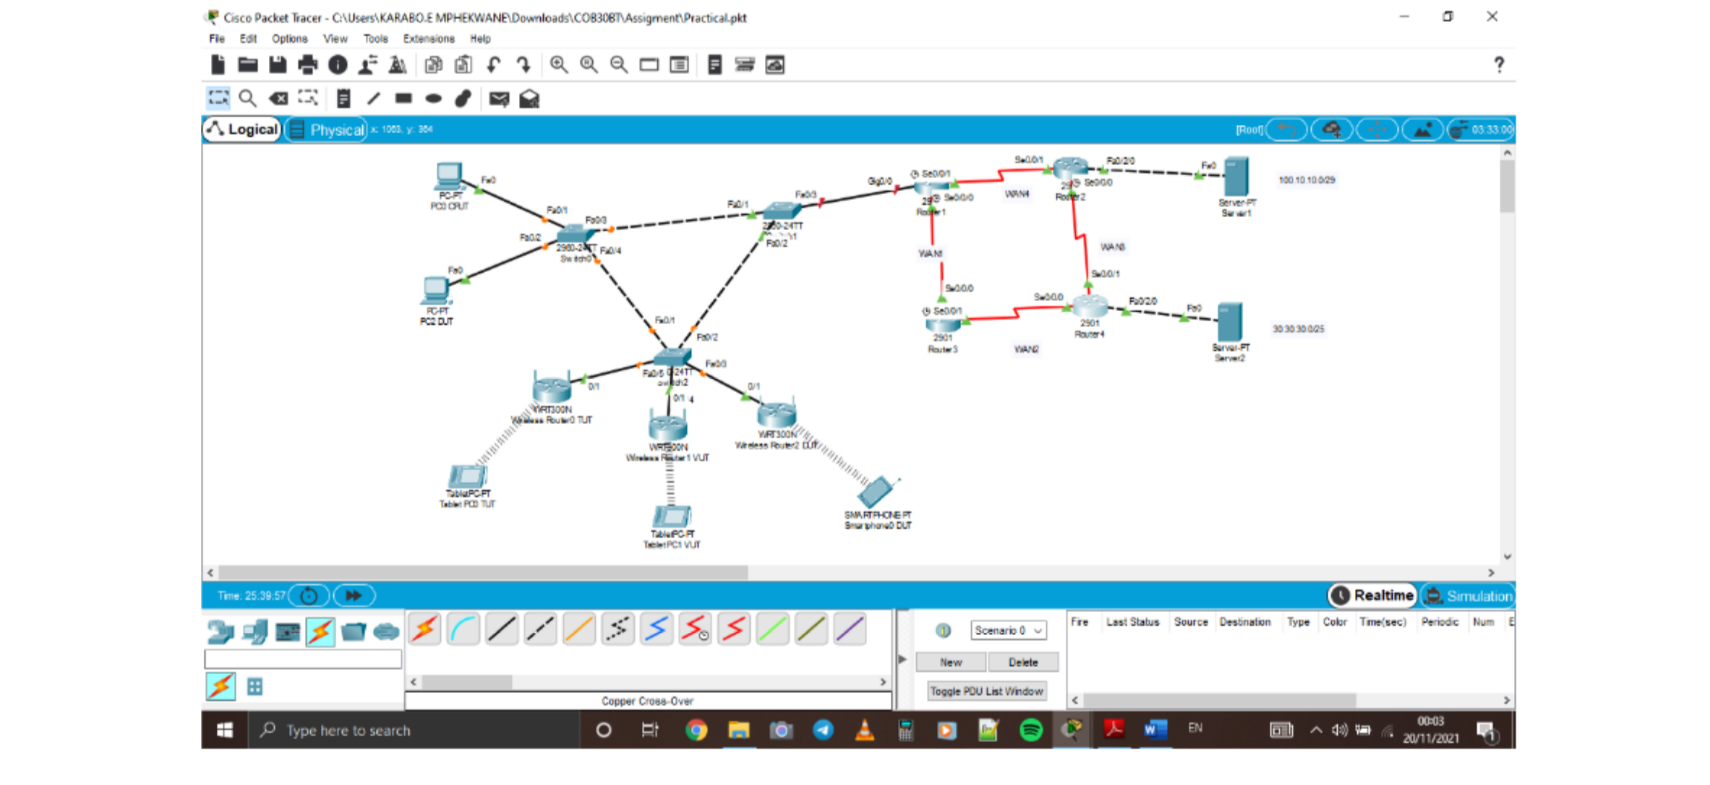 Cisco Packet Tracer - C:\Users\KARABO.E MPHEKWANE\Downloads\COB30BT\Assigment\Practical.pkt
File Edit Options View Tools Extensions Help
?
Logical Physical x: 1063, y: 364 [Root] 03:33:00
PC-PT
PC0 CPUT
Fa0
Fa0/1
Fa0/2
Fa0/3
Fa0/4
2960-24TT
Switch0
Fa0
PC-PT
PC2 DUT
Fa0/1
Fa0/3
Fa0/2
Gig0/0
Se0/0/1
Se0/0/0
Router1
WAN4
Se0/0/1
Fa0/2/0
Se0/0/0
Router2
Fa0
Server-PT
Server1
100.10.10.0/29
WAN1
WAN3
Se0/0/0
Se0/0/1
2901
Router3
WAN2
Se0/0/0
Se0/0/1
2901
Router4
Fa0/2/0
Fa0
Server-PT
Server2
30.30.30.0/25
Fa0/1
Fa0/2
Fa0/3
Fa0/5
0/1
0/1
0/1
4
WRT300N
Wireless Router0 TUT
WRT300N
Wireless Router1 VUT
WRT300N
Wireless Router2 DUT
TabletPC-PT
Tablet PC0 TUT
TabletPC-PT
Tablet PC1 VUT
SMARTPHONE-PT
Smartphone0 DUT
Time: 25:39:57 Realtime Simulation
Scenario 0
New Delete
Toggle PDU List Window
Fire Last Status Source Destination Type Color Time(sec) Periodic Num E
Copper Cross-Over
Type here to search
EN
00:03
20/11/2021
1